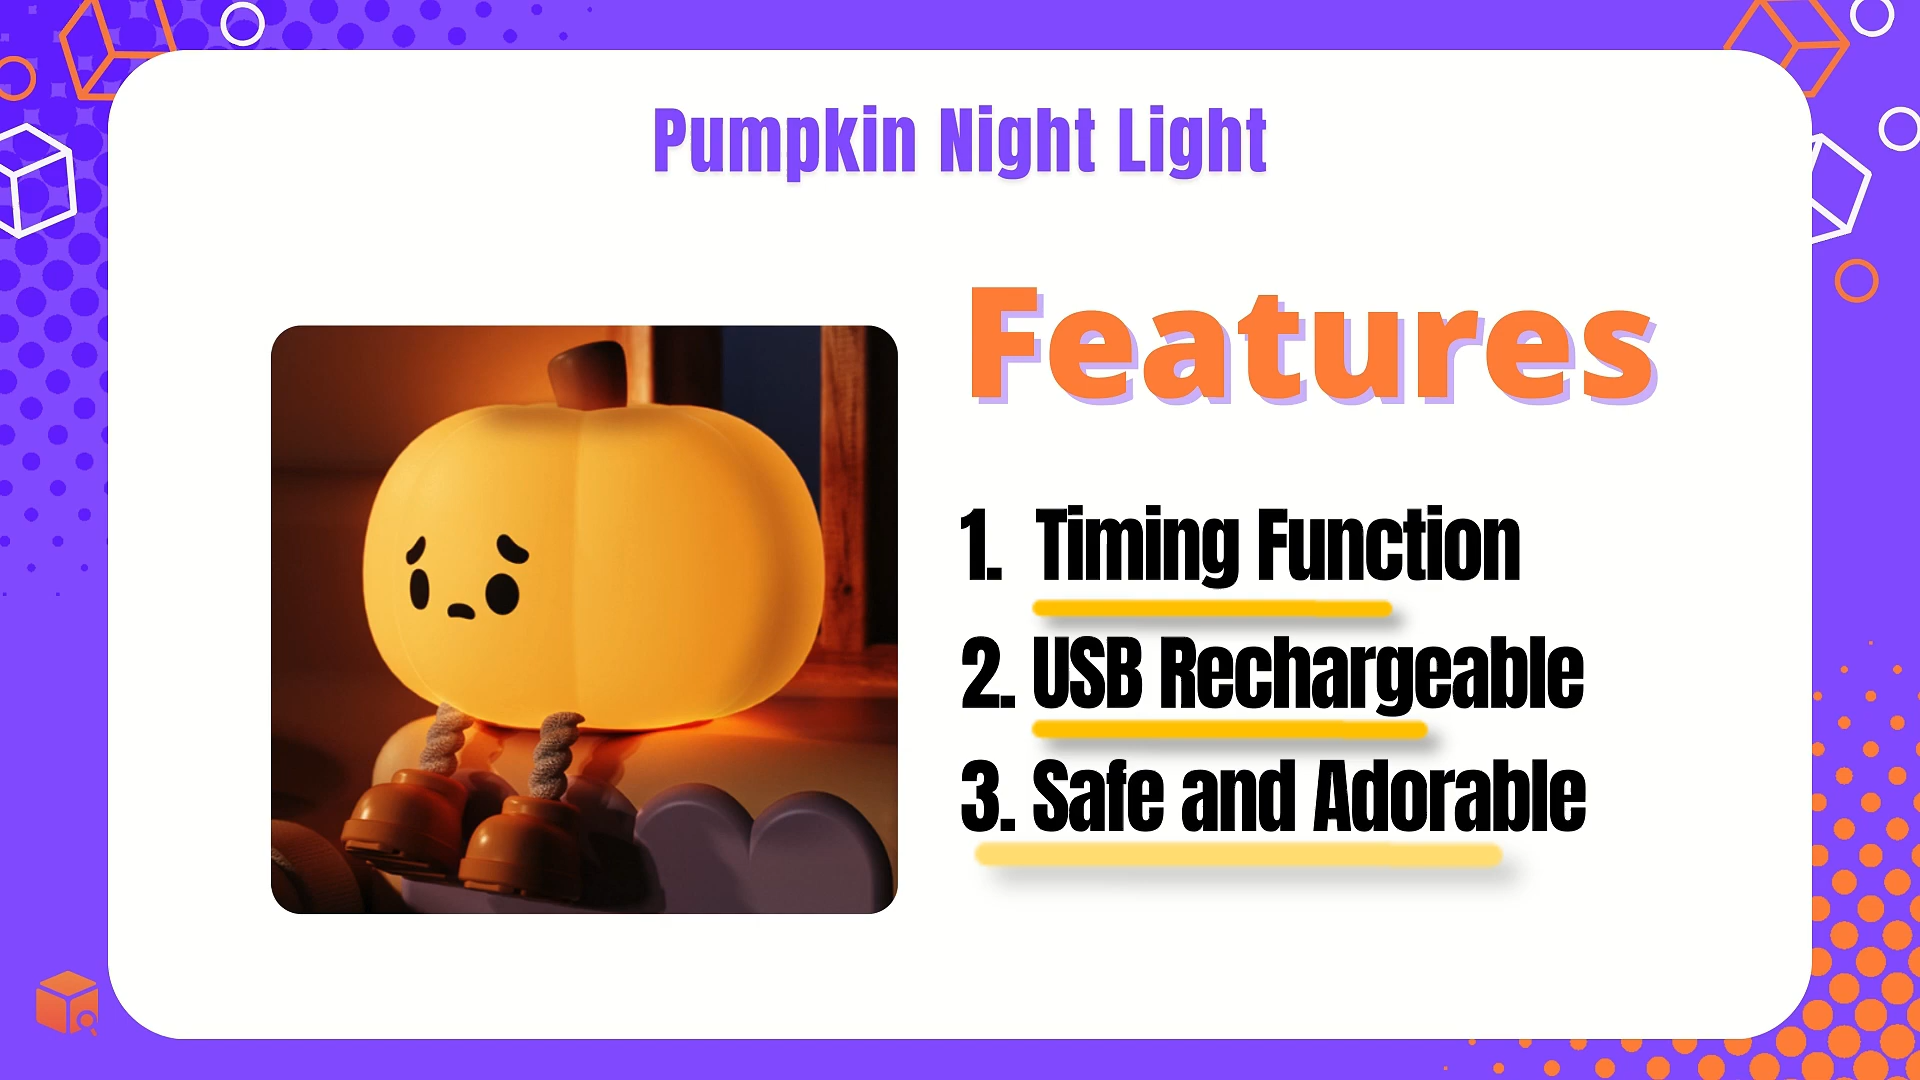 Pumpkin Night Light
Features
1. Timing Function
2. USB Rechargeable
3. Safe and Adorable